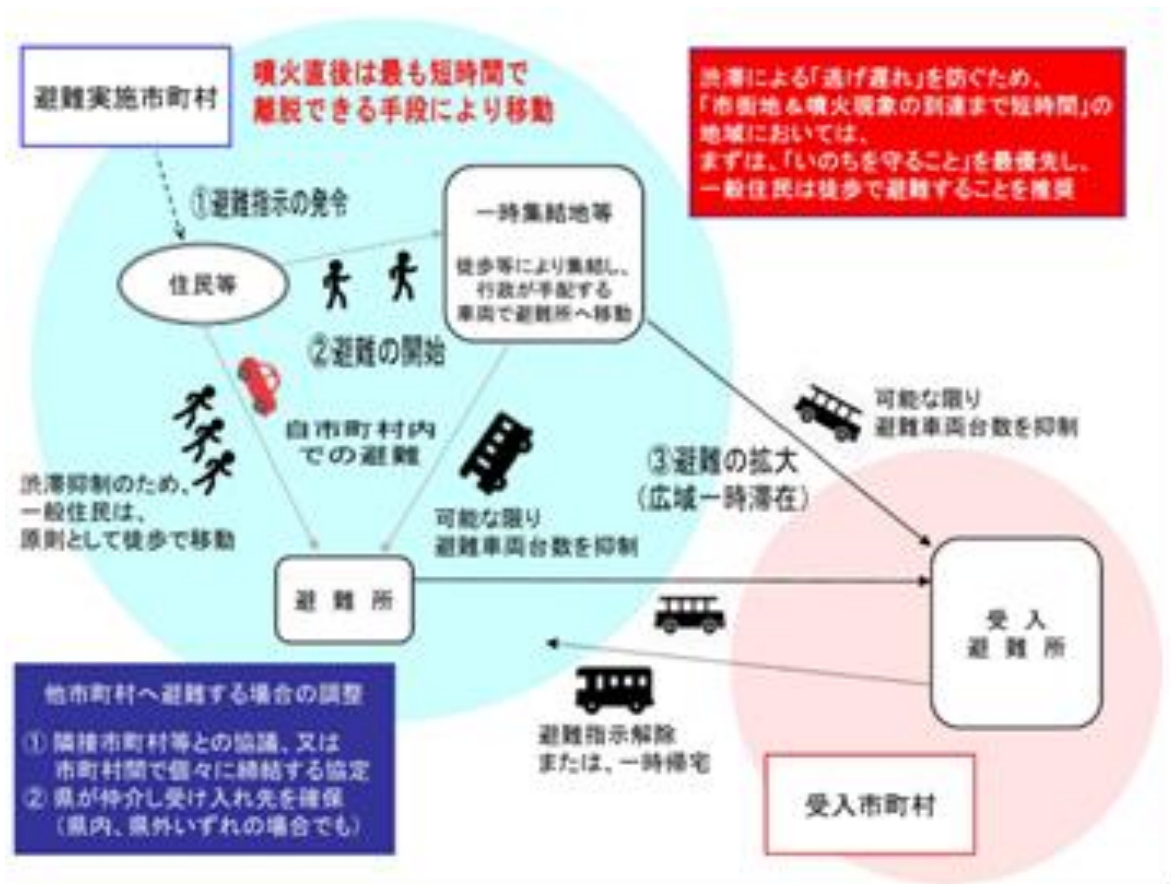 避難実施市町村
噴火直後は最も短時間で
離脱できる手段により移動
渋滞による「逃げ遅れ」を防ぐため、
「市街地&噴火現象の到達まで短時間」の
地域においては、
まずは、「いのちを守ること」を最優先し、
一般住民は徒歩で避難することを推奨
①避難指示の発令
一時集結地等
徒歩等により集結し、
行政が手配する
車両で避難所へ移動
住民等
②避難の開始
自市町村内
での避難
渋滞抑制のため、
一般住民は、
原則として徒歩で移動
可能な限り
避難車両台数を抑制
③避難の拡大
(広域一時滞在)
可能な限り
避難車両台数を抑制
避難所
受入
避難所
避難指示解除
または、一時帰宅
受入市町村
他市町村へ避難する場合の調整
① 隣接市町村等との協議、又は
市町村間で個々に締結する協定
② 県が仲介し受け入れ先を確保
(県内、県外いずれの場合でも)